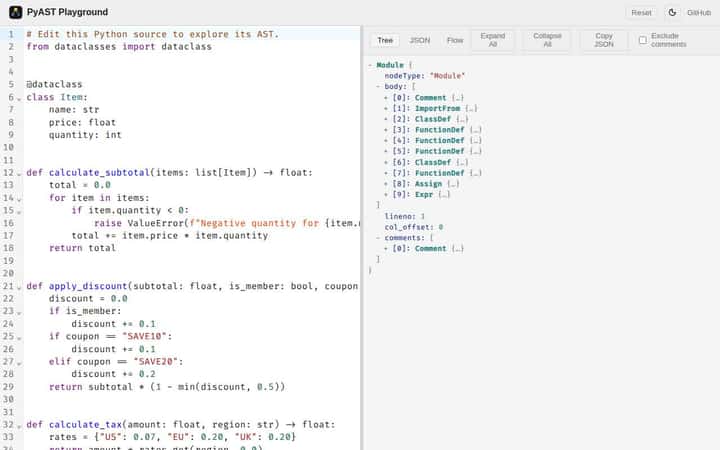 PyAST Playground
Reset
GitHub
1 # Edit this Python source to explore its AST.
2 from dataclasses import dataclass
3
4
5 @dataclass
6 class Item:
7 name: str
8 price: float
9 quantity: int
10
11
12 def calculate_subtotal(items: list[Item]) -> float:
13 total = 0.0
14 for item in items:
15 if item.quantity < 0:
16 raise ValueError(f"Negative quantity for {item.
17 total += item.price * item.quantity
18 return total
19
20
21 def apply_discount(subtotal: float, is_member: bool, coupon
22 discount = 0.0
23 if is_member:
24 discount += 0.1
25 if coupon == "SAVE10":
26 discount += 0.1
27 elif coupon == "SAVE20":
28 discount += 0.2
29 return subtotal * (1 - min(discount, 0.5))
30
31
32 def calculate_tax(amount: float, region: str) -> float:
33 rates = {"US": 0.07, "EU": 0.20, "UK": 0.20}
34 return amount * rates.get(region, 0.0)
Tree
JSON
Flow
Expand All
Collapse All
Copy JSON
Exclude comments
- Module {
nodeType: "Module"
- body: [
+ [0]: Comment {…}
+ [1]: ImportFrom {…}
+ [2]: ClassDef {…}
+ [3]: FunctionDef {…}
+ [4]: FunctionDef {…}
+ [5]: FunctionDef {…}
+ [6]: ClassDef {…}
+ [7]: FunctionDef {…}
+ [8]: Assign {…}
+ [9]: Expr {…}
]
lineno: 1
col_offset: 0
- comments: [
+ [0]: Comment {…}
]
}